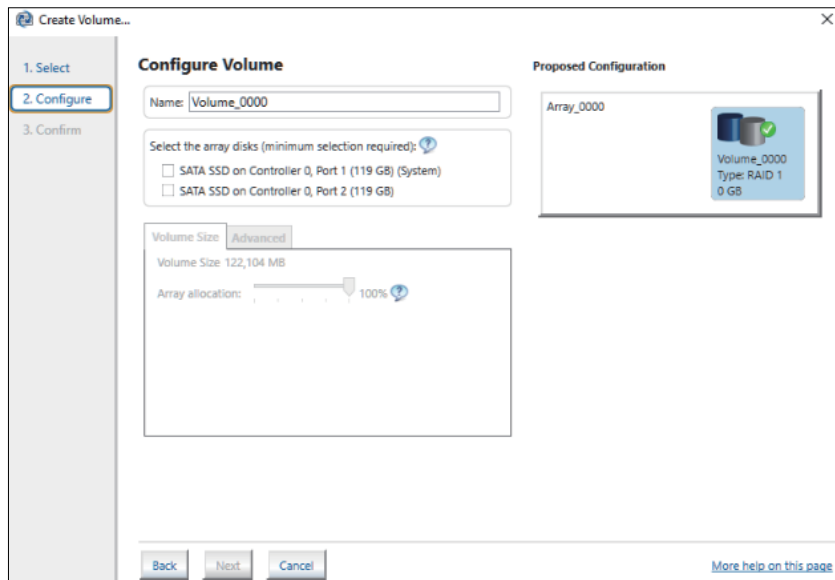 Create Volume...
1. Select
2. Configure
3. Confirm
Configure Volume
Name: Volume_0000
Select the array disks (minimum selection required):
SATA SSD on Controller 0, Port 1 (119 GB) (System)
SATA SSD on Controller 0, Port 2 (119 GB)
Volume Size Advanced
Volume Size 122,104 MB
Array allocation: 100%
Proposed Configuration
Array_0000
Volume_0000
Type: RAID 1
0 GB
Back Next Cancel
More help on this page